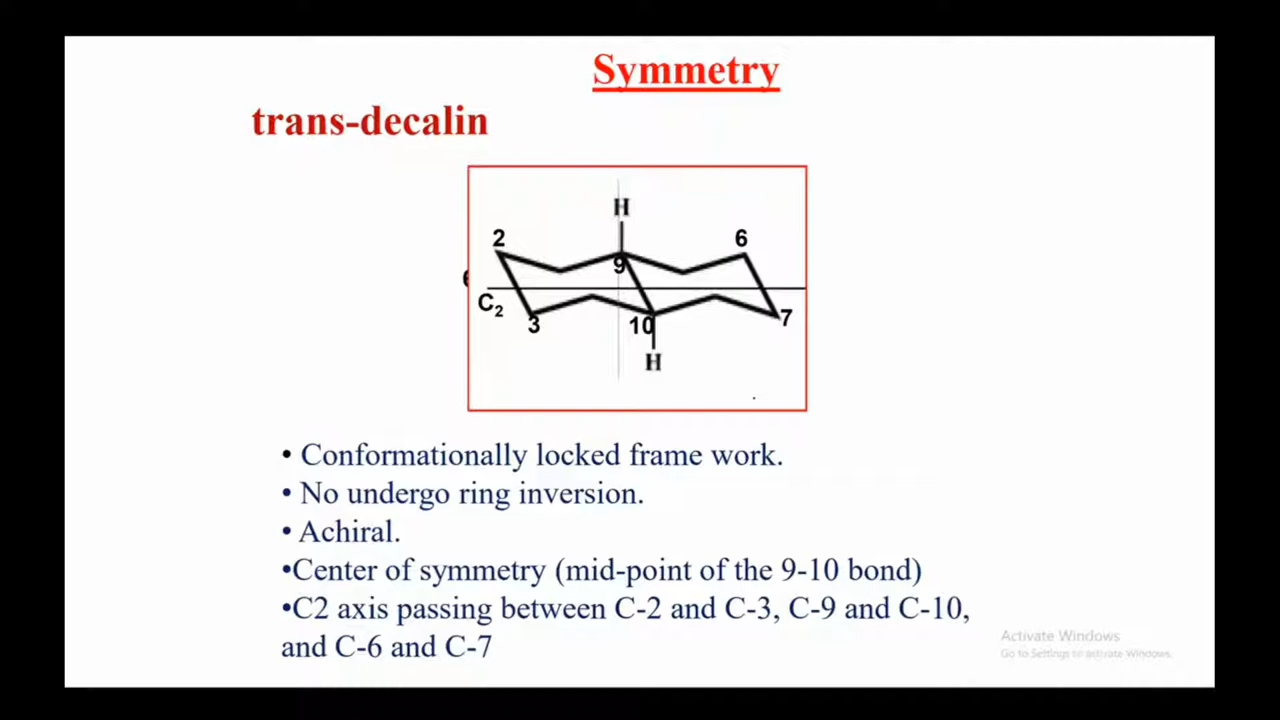 Symmetry
trans-decalin
H
2
6
9
6
C2
3
10
7
H
• Conformationally locked frame work.
• No undergo ring inversion.
• Achiral.
•Center of symmetry (mid-point of the 9-10 bond)
•C2 axis passing between C-2 and C-3, C-9 and C-10,
and C-6 and C-7
Activate Windows
Go to Settings to activate Windows.